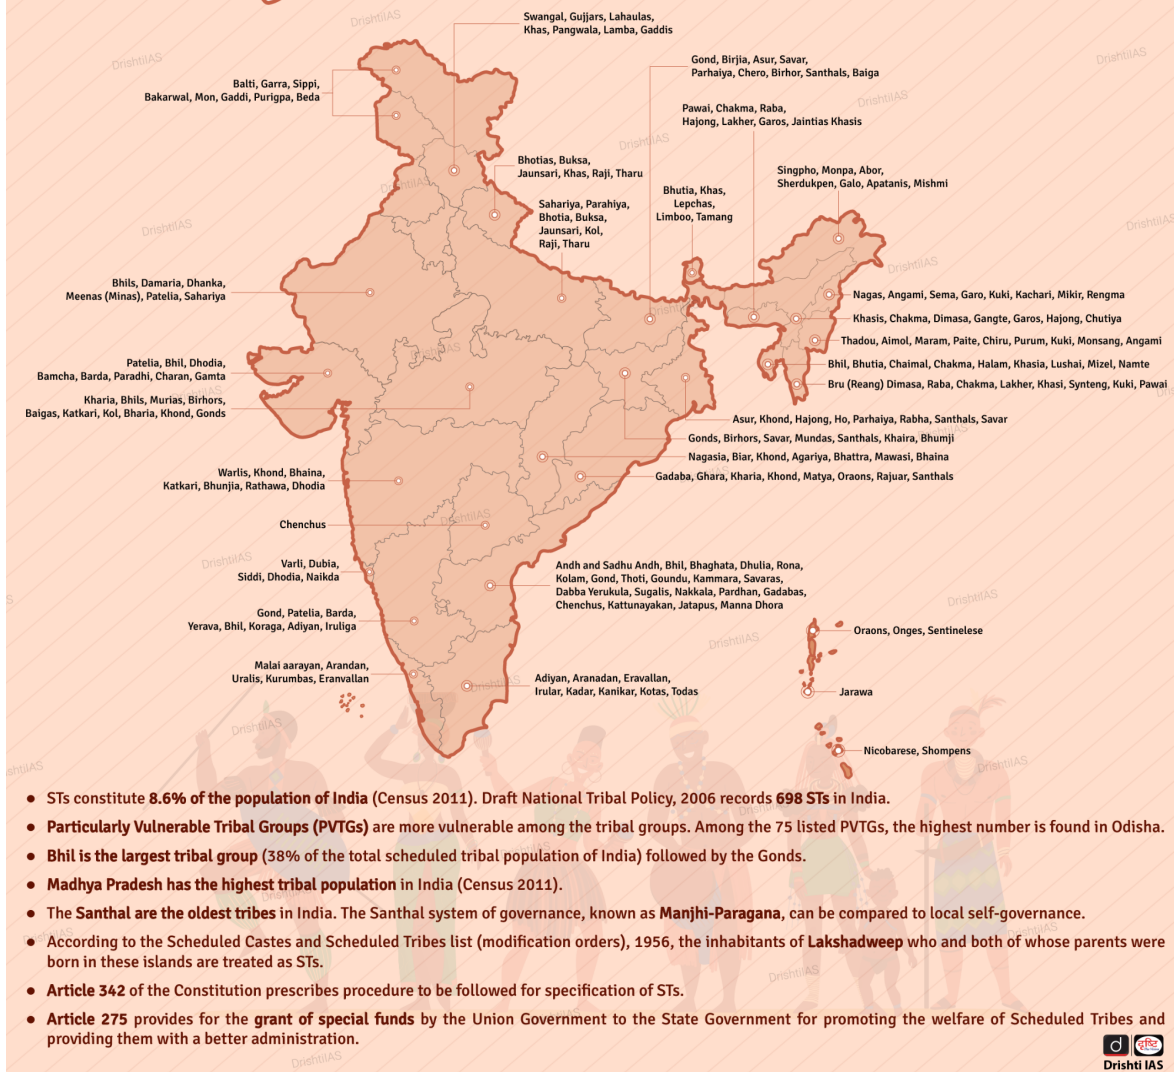 Swangal, Gujjars, Lahaulas,
Khas, Pangwala, Lamba, Gaddis
Gond, Birjia, Asur, Savar,
Parhaiya, Chero, Birhor, Santhals, Baiga
Balti, Garra, Sippi,
Bakarwal, Mon, Gaddi, Purigpa, Beda
Pawai, Chakma, Raba,
Hajong, Lakher, Garos, Jaintias Khasis
Bhotias, Buksa,
Jaunsari, Khas, Raji, Tharu
Singpho, Monpa, Abor,
Sherdukpen, Galo, Apatanis, Mishmi
Bhutia, Khas,
Lepchas,
Limboo, Tamang
Sahariya, Parahiya,
Bhotia, Buksa,
Jaunsari, Kol,
Raji, Tharu
Bhils, Damaria, Dhanka,
Meenas (Minas), Patelia, Sahariya
Nagas, Angami, Sema, Garo, Kuki, Kachari, Mikir, Rengma
Khasis, Chakma, Dimasa, Gangte, Garos, Hajong, Chutiya
Thadou, Aimol, Maram, Paite, Chiru, Purum, Kuki, Monsang, Angami
Patelia, Bhil, Dhodia,
Bamcha, Barda, Paradhi, Charan, Gamta
Bhil, Bhutia, Chaimal, Chakma, Halam, Khasia, Lushai, Mizel, Namte
Bru (Reang) Dimasa, Raba, Chakma, Lakher, Khasi, Synteng, Kuki, Pawai
Kharia, Bhils, Murias, Birhors,
Baigas, Katkari, Kol, Bharia, Khond, Gonds
Asur, Khond, Hajong, Ho, Parhaiya, Rabha, Santhals, Savar
Gonds, Birhors, Savar, Mundas, Santhals, Khaira, Bhumji
Nagasia, Biar, Khond, Agariya, Bhattra, Mawasi, Bhaina
Warlis, Khond, Bhaina,
Katkari, Bhunjia, Rathawa, Dhodia
Gadaba, Ghara, Kharia, Khond, Matya, Oraons, Rajuar, Santhals
Chenchus
Varli, Dubia,
Siddi, Dhodia, Naikda
Andh and Sadhu Andh, Bhil, Bhaghata, Dhulia, Rona,
Kolam, Gond, Thoti, Goundu, Kammara, Savaras,
Dabba Yerukula, Sugalis, Nakkala, Pardhan, Gadabas,
Chenchus, Kattunayakan, Jatapus, Manna Dhora
Gond, Patelia, Barda,
Yerava, Bhil, Koraga, Adiyan, Iruliga
Oraons, Onges, Sentinelese
Malai aarayan, Arandan,
Uralis, Kurumbas, Eranvallan
Adiyan, Aranadan, Eravallan,
Irular, Kadar, Kanikar, Kotas, Todas
Jarawa
Nicobarese, Shompens
• STs constitute 8.6% of the population of India (Census 2011). Draft National Tribal Policy, 2006 records 698 STs in India.
• Particularly Vulnerable Tribal Groups (PVTGs) are more vulnerable among the tribal groups. Among the 75 listed PVTGs, the highest number is found in Odisha.
• Bhil is the largest tribal group (38% of the total scheduled tribal population of India) followed by the Gonds.
• Madhya Pradesh has the highest tribal population in India (Census 2011).
• The Santhal are the oldest tribes in India. The Santhal system of governance, known as Manjhi-Paragana, can be compared to local self-governance.
• According to the Scheduled Castes and Scheduled Tribes list (modification orders), 1956, the inhabitants of Lakshadweep who and both of whose parents were
born in these islands are treated as STs.
• Article 342 of the Constitution prescribes procedure to be followed for specification of STs.
• Article 275 provides for the grant of special funds by the Union Government to the State Government for promoting the welfare of Scheduled Tribes and
providing them with a better administration.
d दृष्टि
Drishti IAS